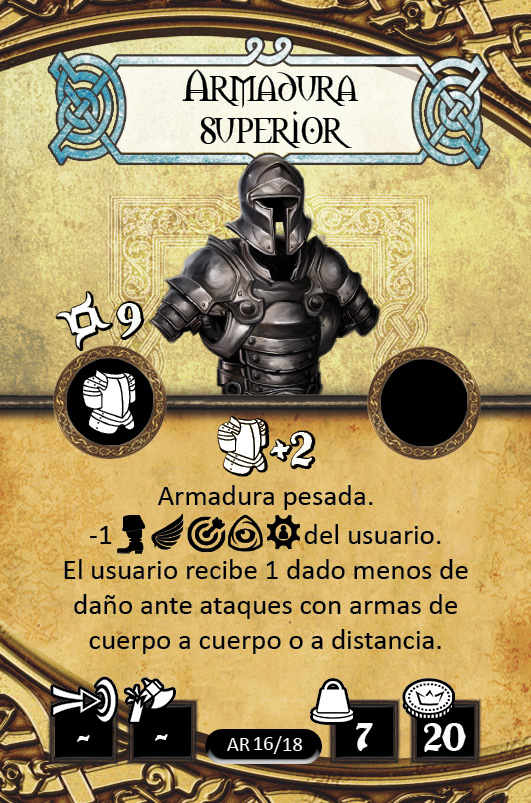 Armadura
superior
9
+2
Armadura pesada.
-1 del usuario.
El usuario recibe 1 dado menos de
daño ante ataques con armas de
cuerpo a cuerpo o a distancia.
~ ~ AR 16/18 7 20